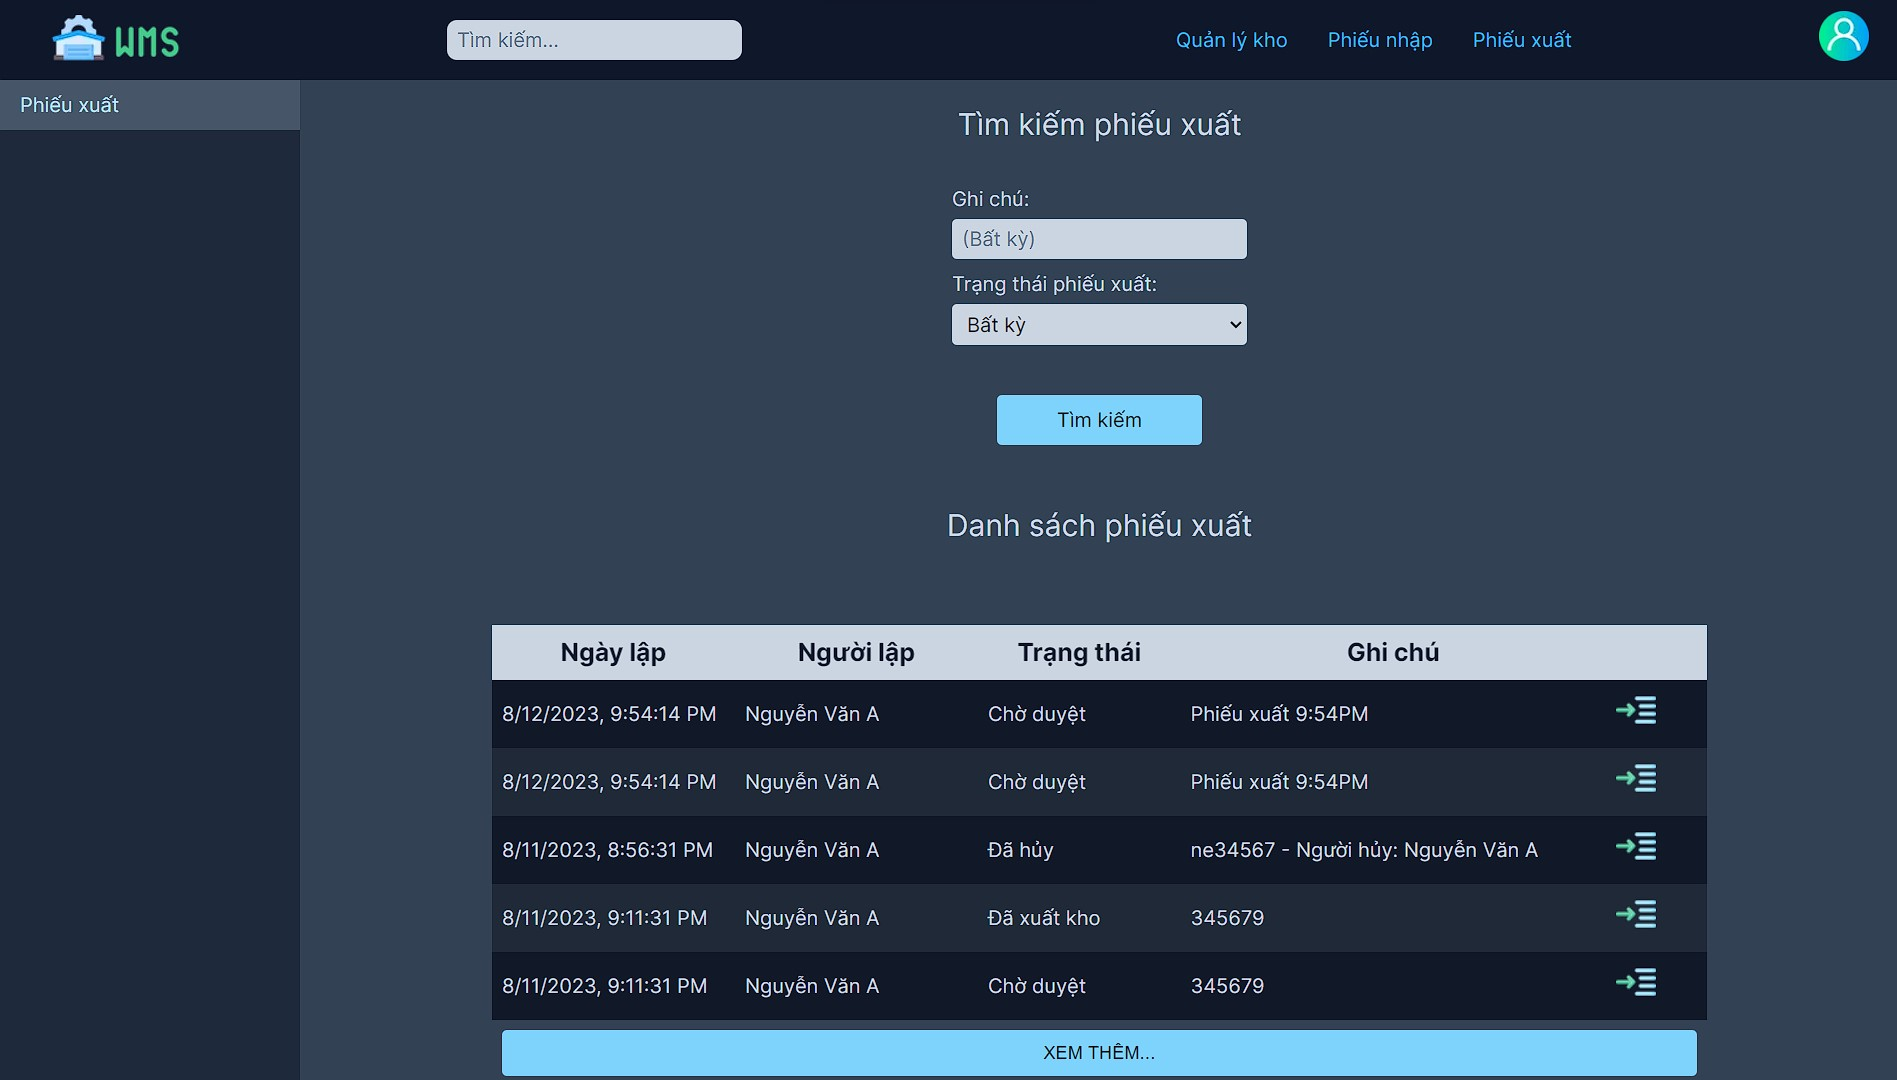 WMS
Tìm kiếm...
Quản lý kho
Phiếu nhập
Phiếu xuất
Phiếu xuất
Tìm kiếm phiếu xuất
Ghi chú:
(Bất kỳ)
Trạng thái phiếu xuất:
Bất kỳ
Tìm kiếm
Danh sách phiếu xuất
Ngày lập Người lập Trạng thái Ghi chú
8/12/2023, 9:54:14 PM Nguyễn Văn A Chờ duyệt Phiếu xuất 9:54PM
8/12/2023, 9:54:14 PM Nguyễn Văn A Chờ duyệt Phiếu xuất 9:54PM
8/11/2023, 8:56:31 PM Nguyễn Văn A Đã hủy ne34567 - Người hủy: Nguyễn Văn A
8/11/2023, 9:11:31 PM Nguyễn Văn A Đã xuất kho 345679
8/11/2023, 9:11:31 PM Nguyễn Văn A Chờ duyệt 345679
XEM THÊM...